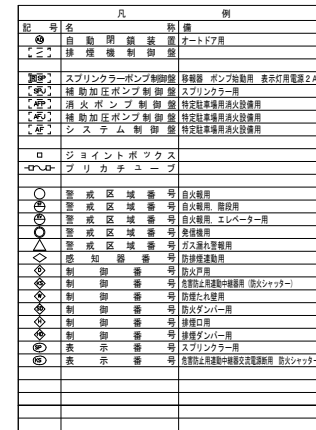 凡 例
記 号 名 称 備
自動閉鎖装置 オートドア用
排煙機制御盤
スプリンクラーポンプ制御盤 移報器 ポンプ始動用 表示灯用電源2A
補助加圧ポンプ制御盤 スプリンクラー用
消火ポンプ制御盤 特定駐車場用消火設備用
補助加圧ポンプ制御盤 特定駐車場用消火設備用
AF システム制御盤 特定駐車場用消火設備用
ジョイントボックス
プリカチューブ
警戒区域番号 自火報用
警戒区域番号 自火報用、階段用
警戒区域番号 自火報用、エレベーター用
警戒区域番号 発信機用
警戒区域番号 ガス漏れ警報用
感知器番号 防排煙連動用
制御番号 防火戸用
制御番号 危害防止用連動中継器用(防火シャッター)
制御番号 防煙たれ壁用
制御番号 防火ダンパー用
制御番号 排煙口用
制御番号 排煙ダンパー用
SP 表示番号 スプリンクラー用
RS 表示番号 危害防止用連動中継器交流電源断用 防火シャッター